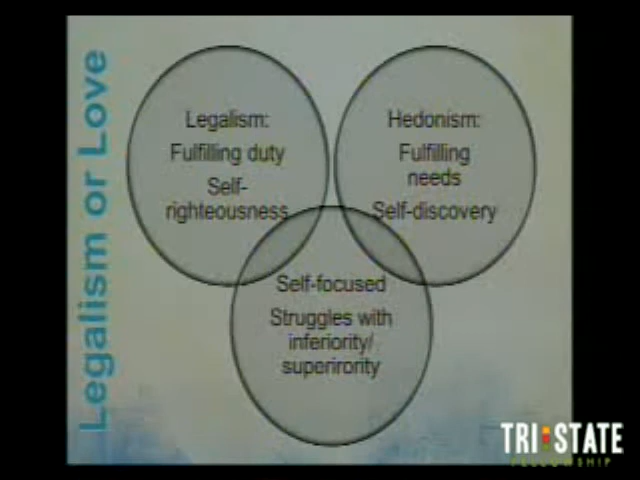 Legalism or Love
Legalism:
Fulfilling duty
Self-
righteousness
Hedonism:
Fulfilling
needs
Self-discovery
Self-focused
Struggles with
inferiority/
superirority
TRI STATE
FELLOWSHIP